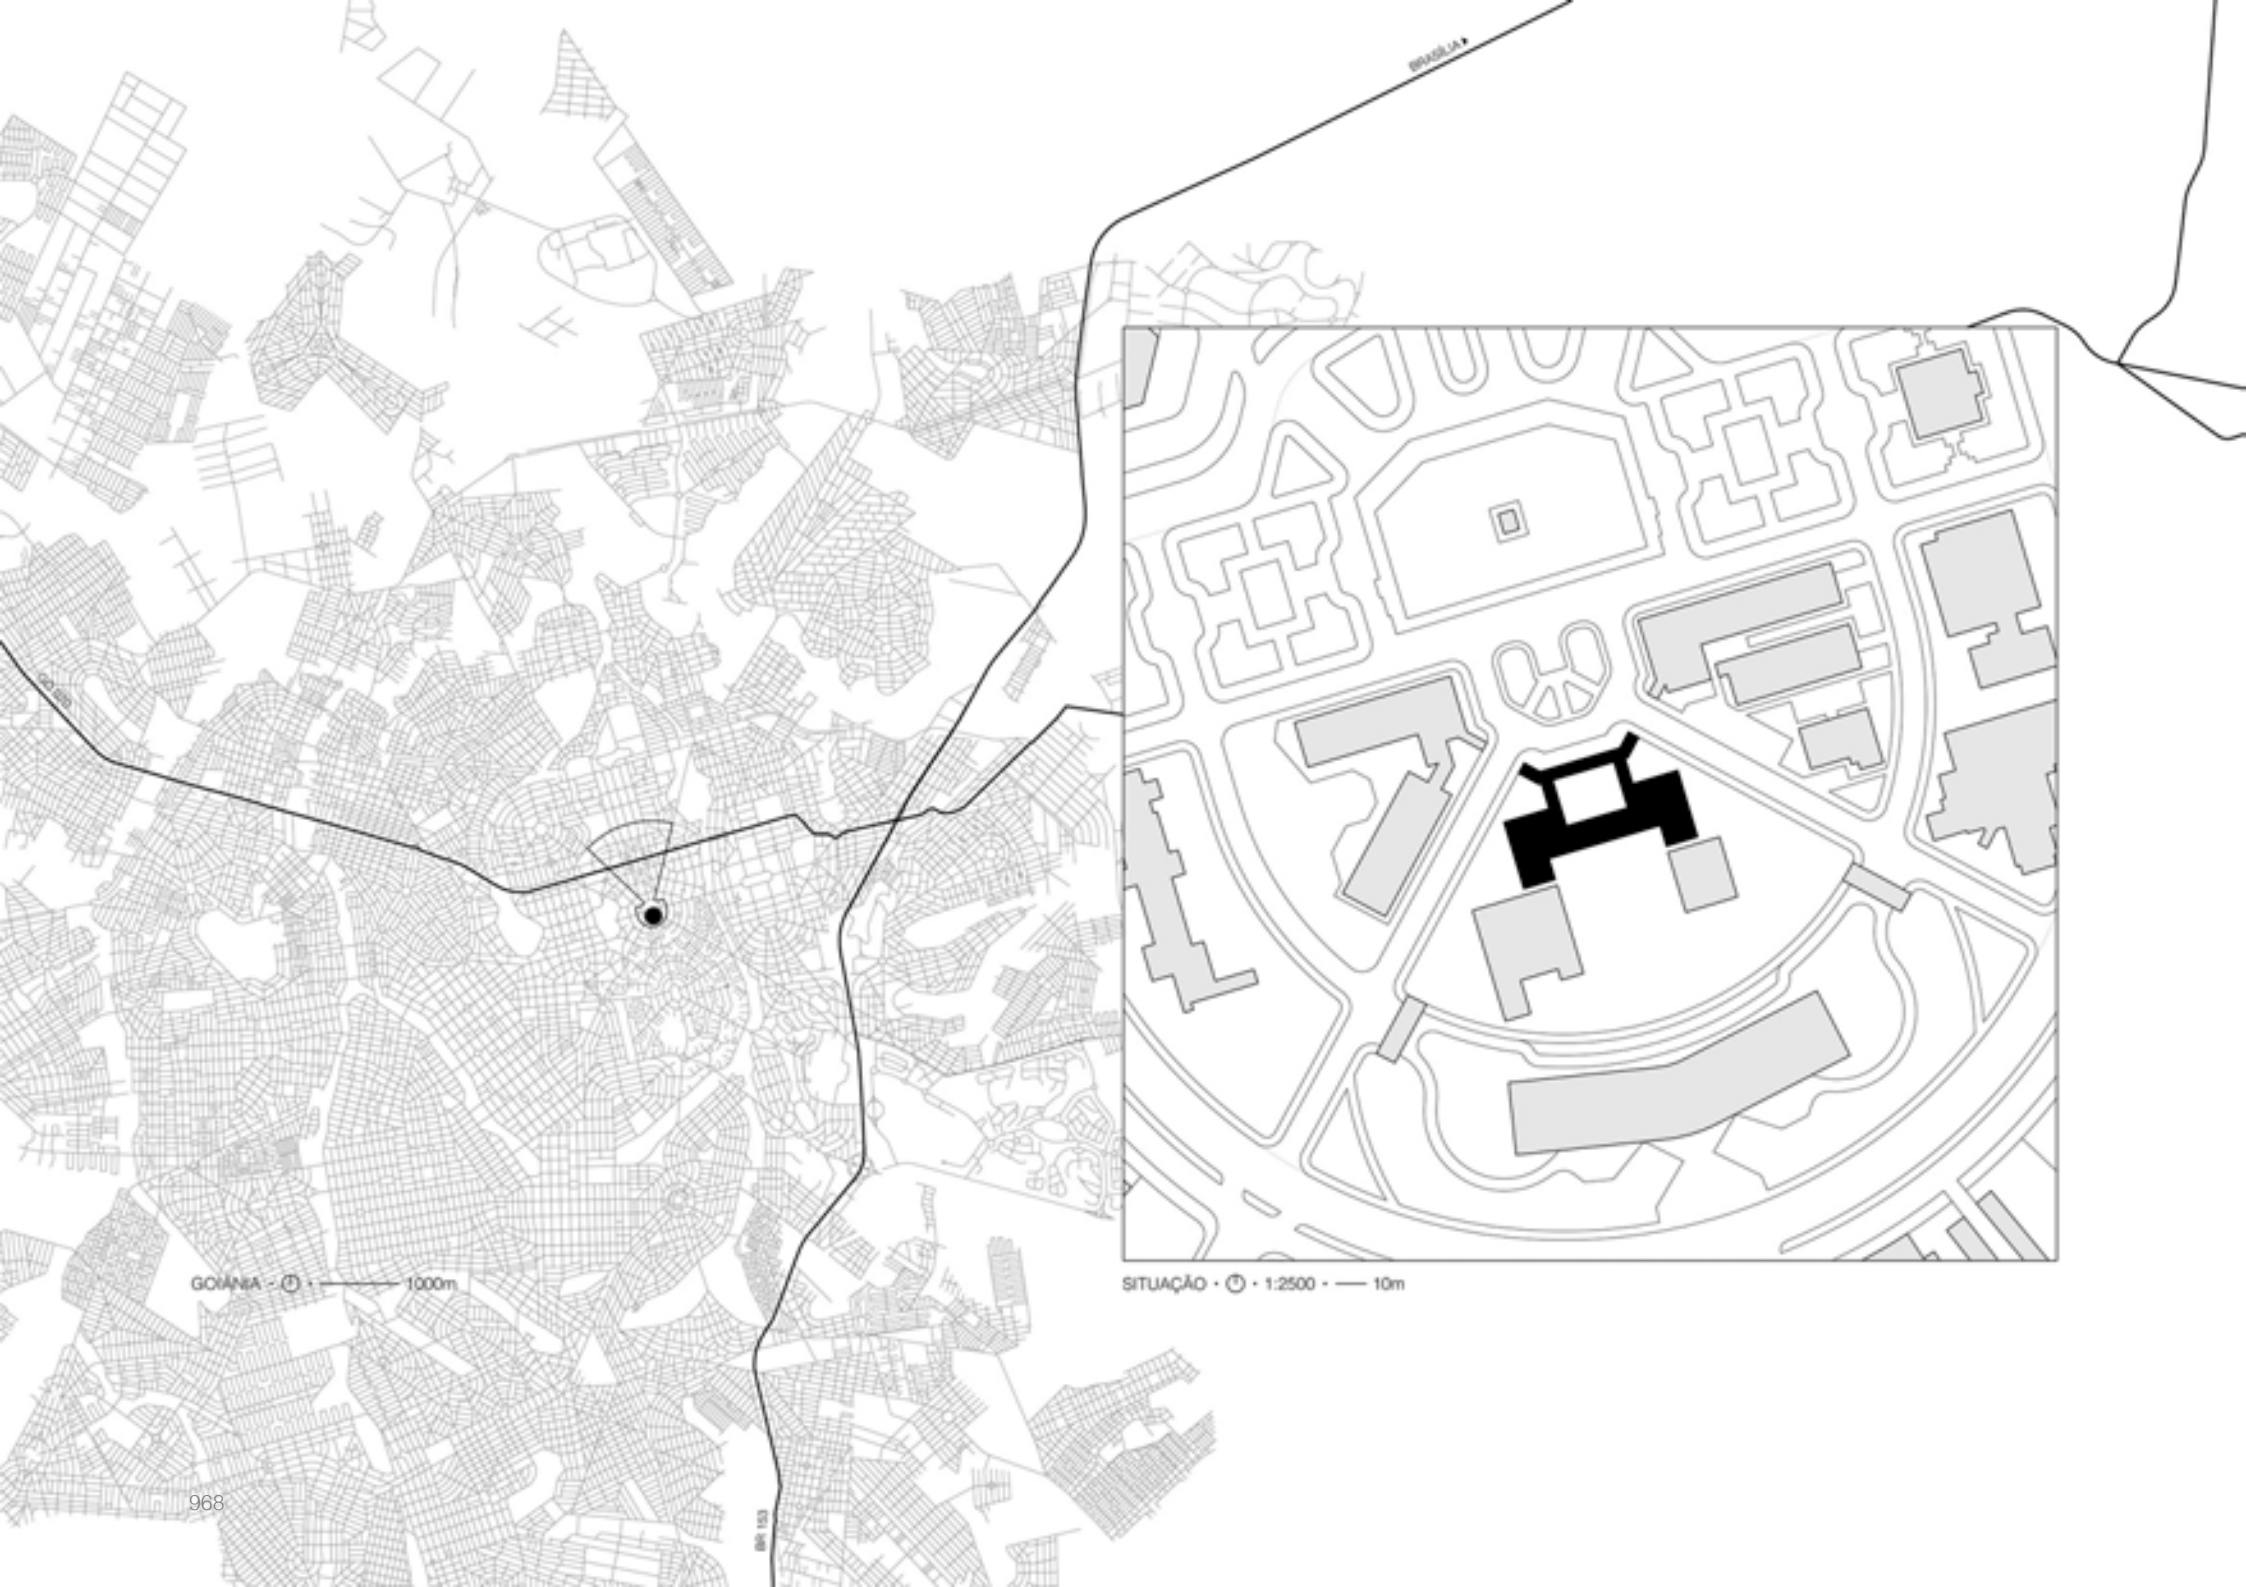 BRASÍLIA
GOIÂNIA · 1000m
SITUAÇÃO · 1:2500 · 10m
968
BR 153